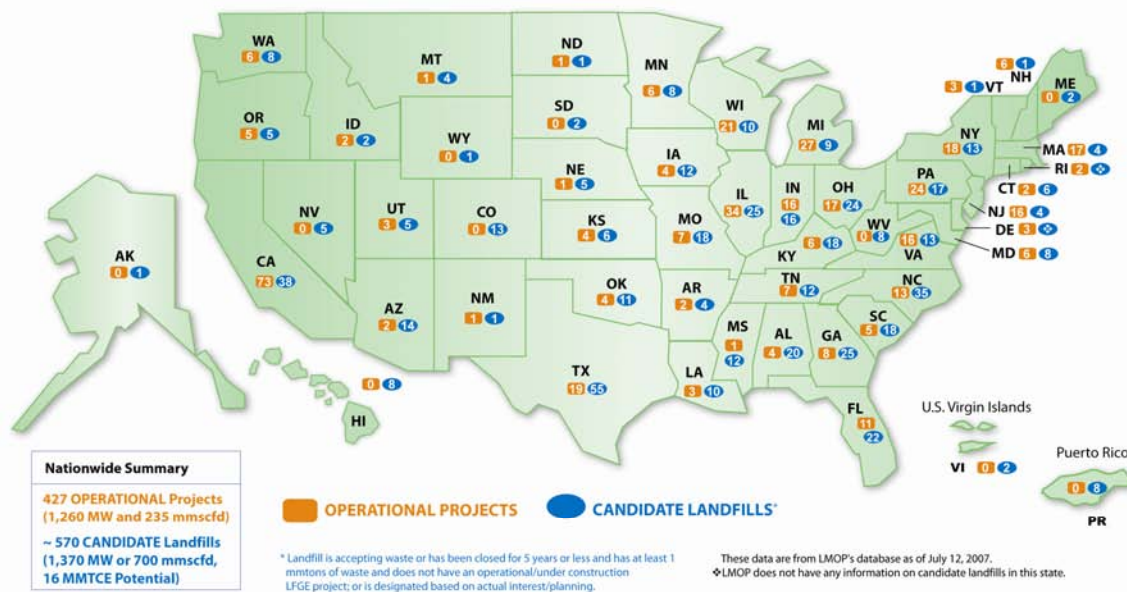 WA
6 8
MT
1 4
ND
1 1
MN
6 8
6 1
NH
3 1 VT
ME
0 2
OR
5 5
ID
2 2
WY
0 1
SD
0 2
WI
21 10
MI
27 9
NY
18 13
MA 17 4
RI 2 ❖
CT 2 6
NJ 16 4
DE 3 ❖
MD 6 8
NE
1 5
IA
4 12
IL
34 25
IN
16
16
OH
17 24
PA
24 17
WV
0 8
16 13
VA
NV
0 5
UT
3 5
CO
0 13
KS
4 6
MO
7 18
6 18
KY
CA
73 38
AZ
2 14
NM
1 1
OK
4 11
AR
2 4
TN
7 12
NC
13 35
SC
5 18
MS
1
12
AL
4 20
GA
8 25
AK
0 1
TX
19 55
LA
3 10
FL
11
22
0 8
HI
U.S. Virgin Islands
VI 0 2
Puerto Rico
0 8
PR
Nationwide Summary
427 OPERATIONAL Projects
(1,260 MW and 235 mmscfd)
~ 570 CANDIDATE Landfills
(1,370 MW or 700 mmscfd,
16 MMTCE Potential)
OPERATIONAL PROJECTS
CANDIDATE LANDFILLS*
* Landfill is accepting waste or has been closed for 5 years or less and has at least 1
mmtons of waste and does not have an operational/under construction
LFGE project; or is designated based on actual interest/planning.
These data are from LMOP's database as of July 12, 2007.
❖LMOP does not have any information on candidate landfills in this state.